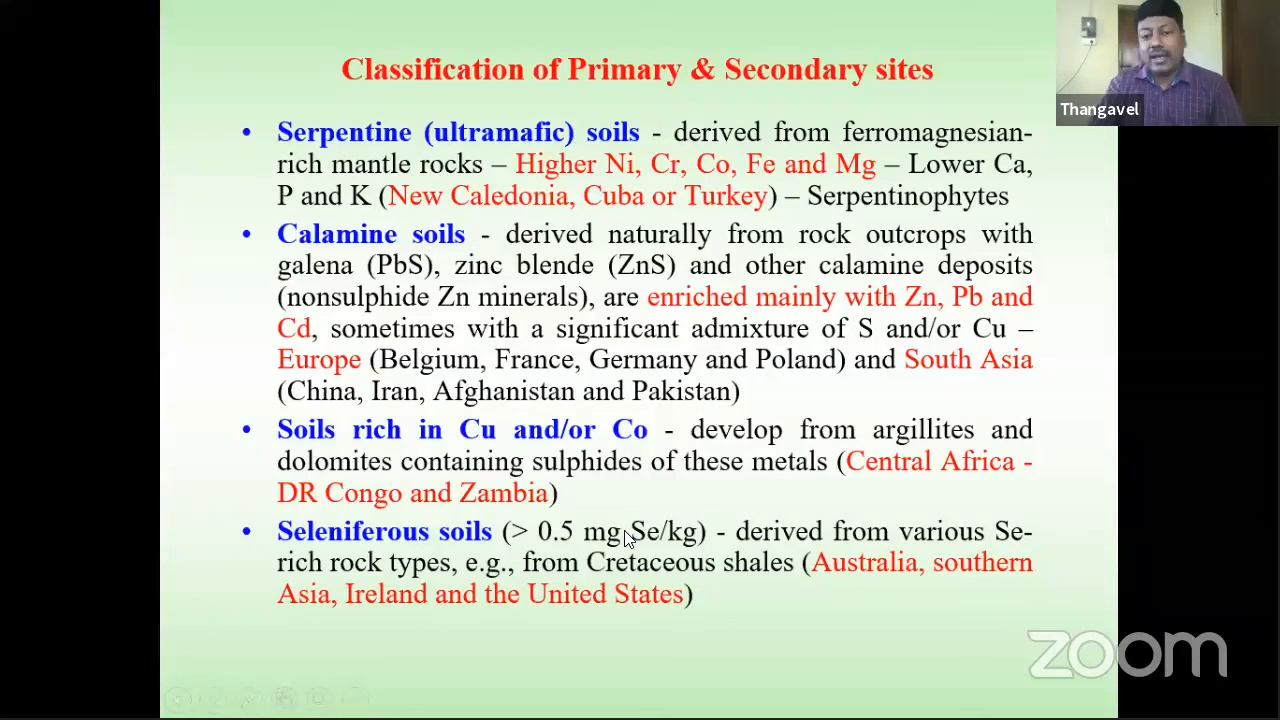 Classification of Primary & Secondary sites
Thangavel
• Serpentine (ultramafic) soils - derived from ferromagnesian-
rich mantle rocks – Higher Ni, Cr, Co, Fe and Mg – Lower Ca,
P and K (New Caledonia, Cuba or Turkey) – Serpentinophytes
• Calamine soils - derived naturally from rock outcrops with
galena (PbS), zinc blende (ZnS) and other calamine deposits
(nonsulphide Zn minerals), are enriched mainly with Zn, Pb and
Cd, sometimes with a significant admixture of S and/or Cu –
Europe (Belgium, France, Germany and Poland) and South Asia
(China, Iran, Afghanistan and Pakistan)
• Soils rich in Cu and/or Co - develop from argillites and
dolomites containing sulphides of these metals (Central Africa -
DR Congo and Zambia)
• Seleniferous soils (> 0.5 mg Se/kg) - derived from various Se-
rich rock types, e.g., from Cretaceous shales (Australia, southern
Asia, Ireland and the United States)
zoom